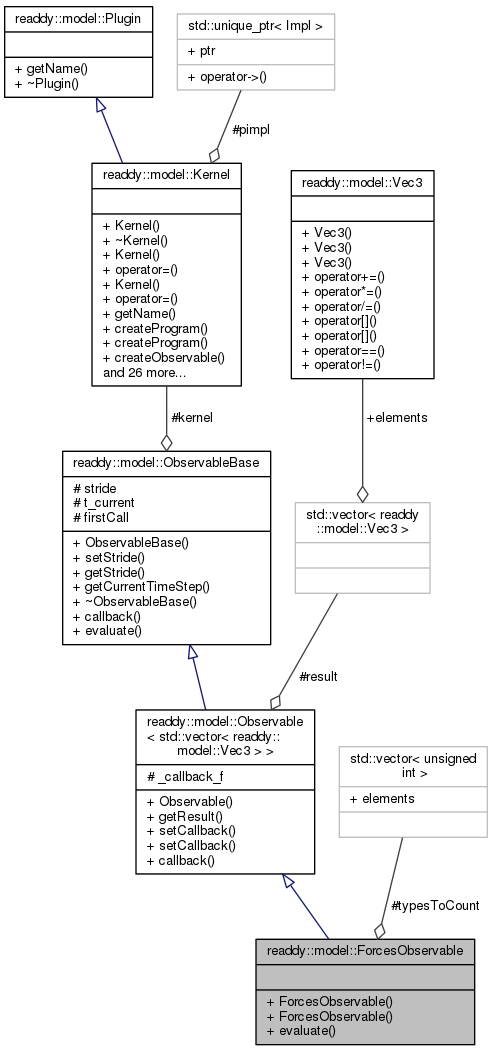 readdy::model::Plugin
+ getName()
+ ~Plugin()
std::unique_ptr< Impl >
+ ptr
+ operator->()
#pimpl
readdy::model::Kernel
+ Kernel()
+ ~Kernel()
+ Kernel()
+ operator=()
+ Kernel()
+ operator=()
+ getName()
+ createProgram()
+ createProgram()
+ createObservable()
and 26 more...
readdy::model::Vec3
+ Vec3()
+ Vec3()
+ Vec3()
+ operator+=()
+ operator*=()
+ operator/=()
+ operator[]()
+ operator[]()
+ operator==()
+ operator!=()
#kernel
+elements
readdy::model::ObservableBase
# stride
# t_current
# firstCall
+ ObservableBase()
+ setStride()
+ getStride()
+ getCurrentTimeStep()
+ ~ObservableBase()
+ callback()
+ evaluate()
std::vector< readdy
::model::Vec3 >
#result
readdy::model::Observable
< std::vector< readdy::
model::Vec3 > >
# _callback_f
+ Observable()
+ getResult()
+ setCallback()
+ setCallback()
+ callback()
std::vector< unsigned
int >
+ elements
#typesToCount
readdy::model::ForcesObservable
+ ForcesObservable()
+ ForcesObservable()
+ evaluate()